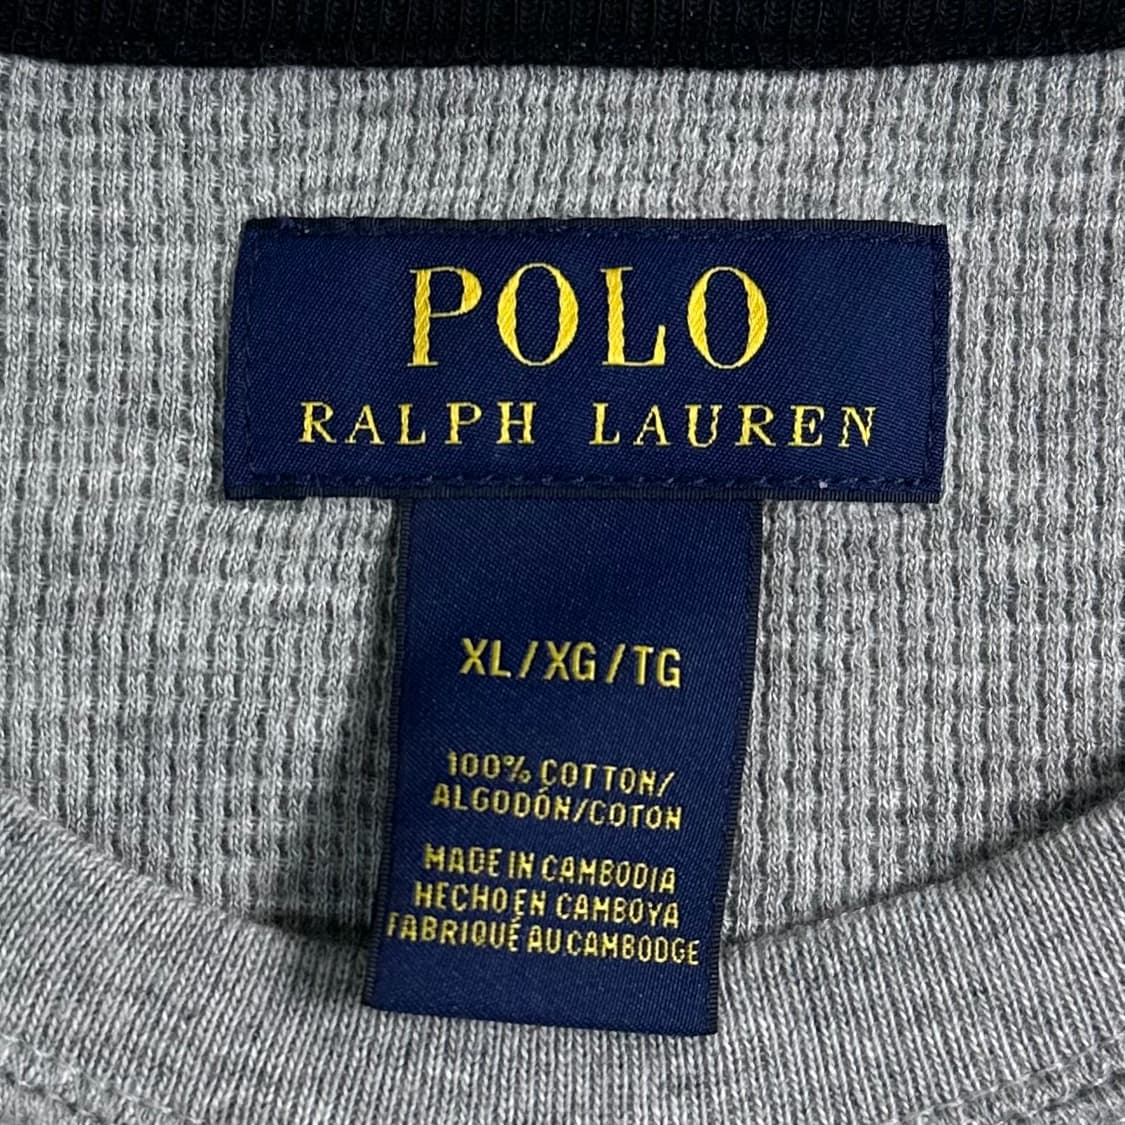 POLO
RALPH LAUREN
XL/XG/TG
100% COTTON/
ALGODÓN/COTON
MADE IN CAMBODIA
HECHO EN CAMBOYA
FABRIQUÉ AU CAMBODGE